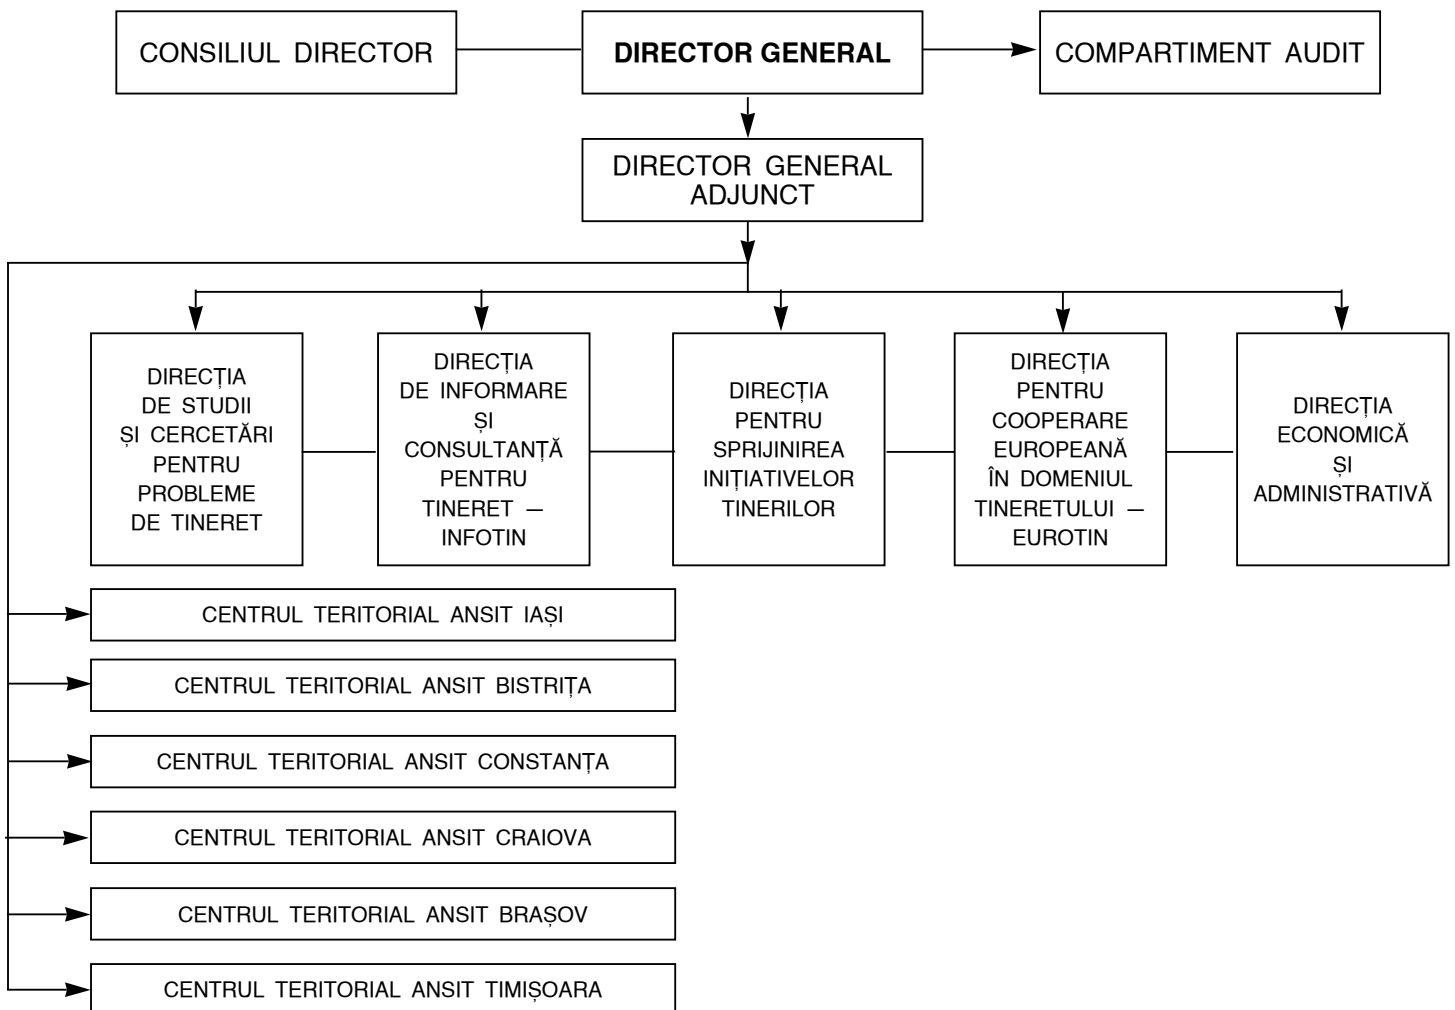 CONSILIUL DIRECTOR
DIRECTOR GENERAL
COMPARTIMENT AUDIT
DIRECTOR GENERAL
ADJUNCT
DIRECȚIA
DE STUDII
ȘI CERCETĂRI
PENTRU
PROBLEME
DE TINERET
DIRECȚIA
DE INFORMARE
ȘI
CONSULTANȚĂ
PENTRU
TINERET —
INFOTIN
DIRECȚIA
PENTRU
SPRIJINIREA
INIȚIATIVELOR
TINERILOR
DIRECȚIA
PENTRU
COOPERARE
EUROPEANĂ
ÎN DOMENIUL
TINERETULUI —
EUROTIN
DIRECȚIA
ECONOMICĂ
ȘI
ADMINISTRATIVĂ
CENTRUL TERITORIAL ANSIT IAȘI
CENTRUL TERITORIAL ANSIT BISTRIȚA
CENTRUL TERITORIAL ANSIT CONSTANȚA
CENTRUL TERITORIAL ANSIT CRAIOVA
CENTRUL TERITORIAL ANSIT BRAȘOV
CENTRUL TERITORIAL ANSIT TIMIȘOARA